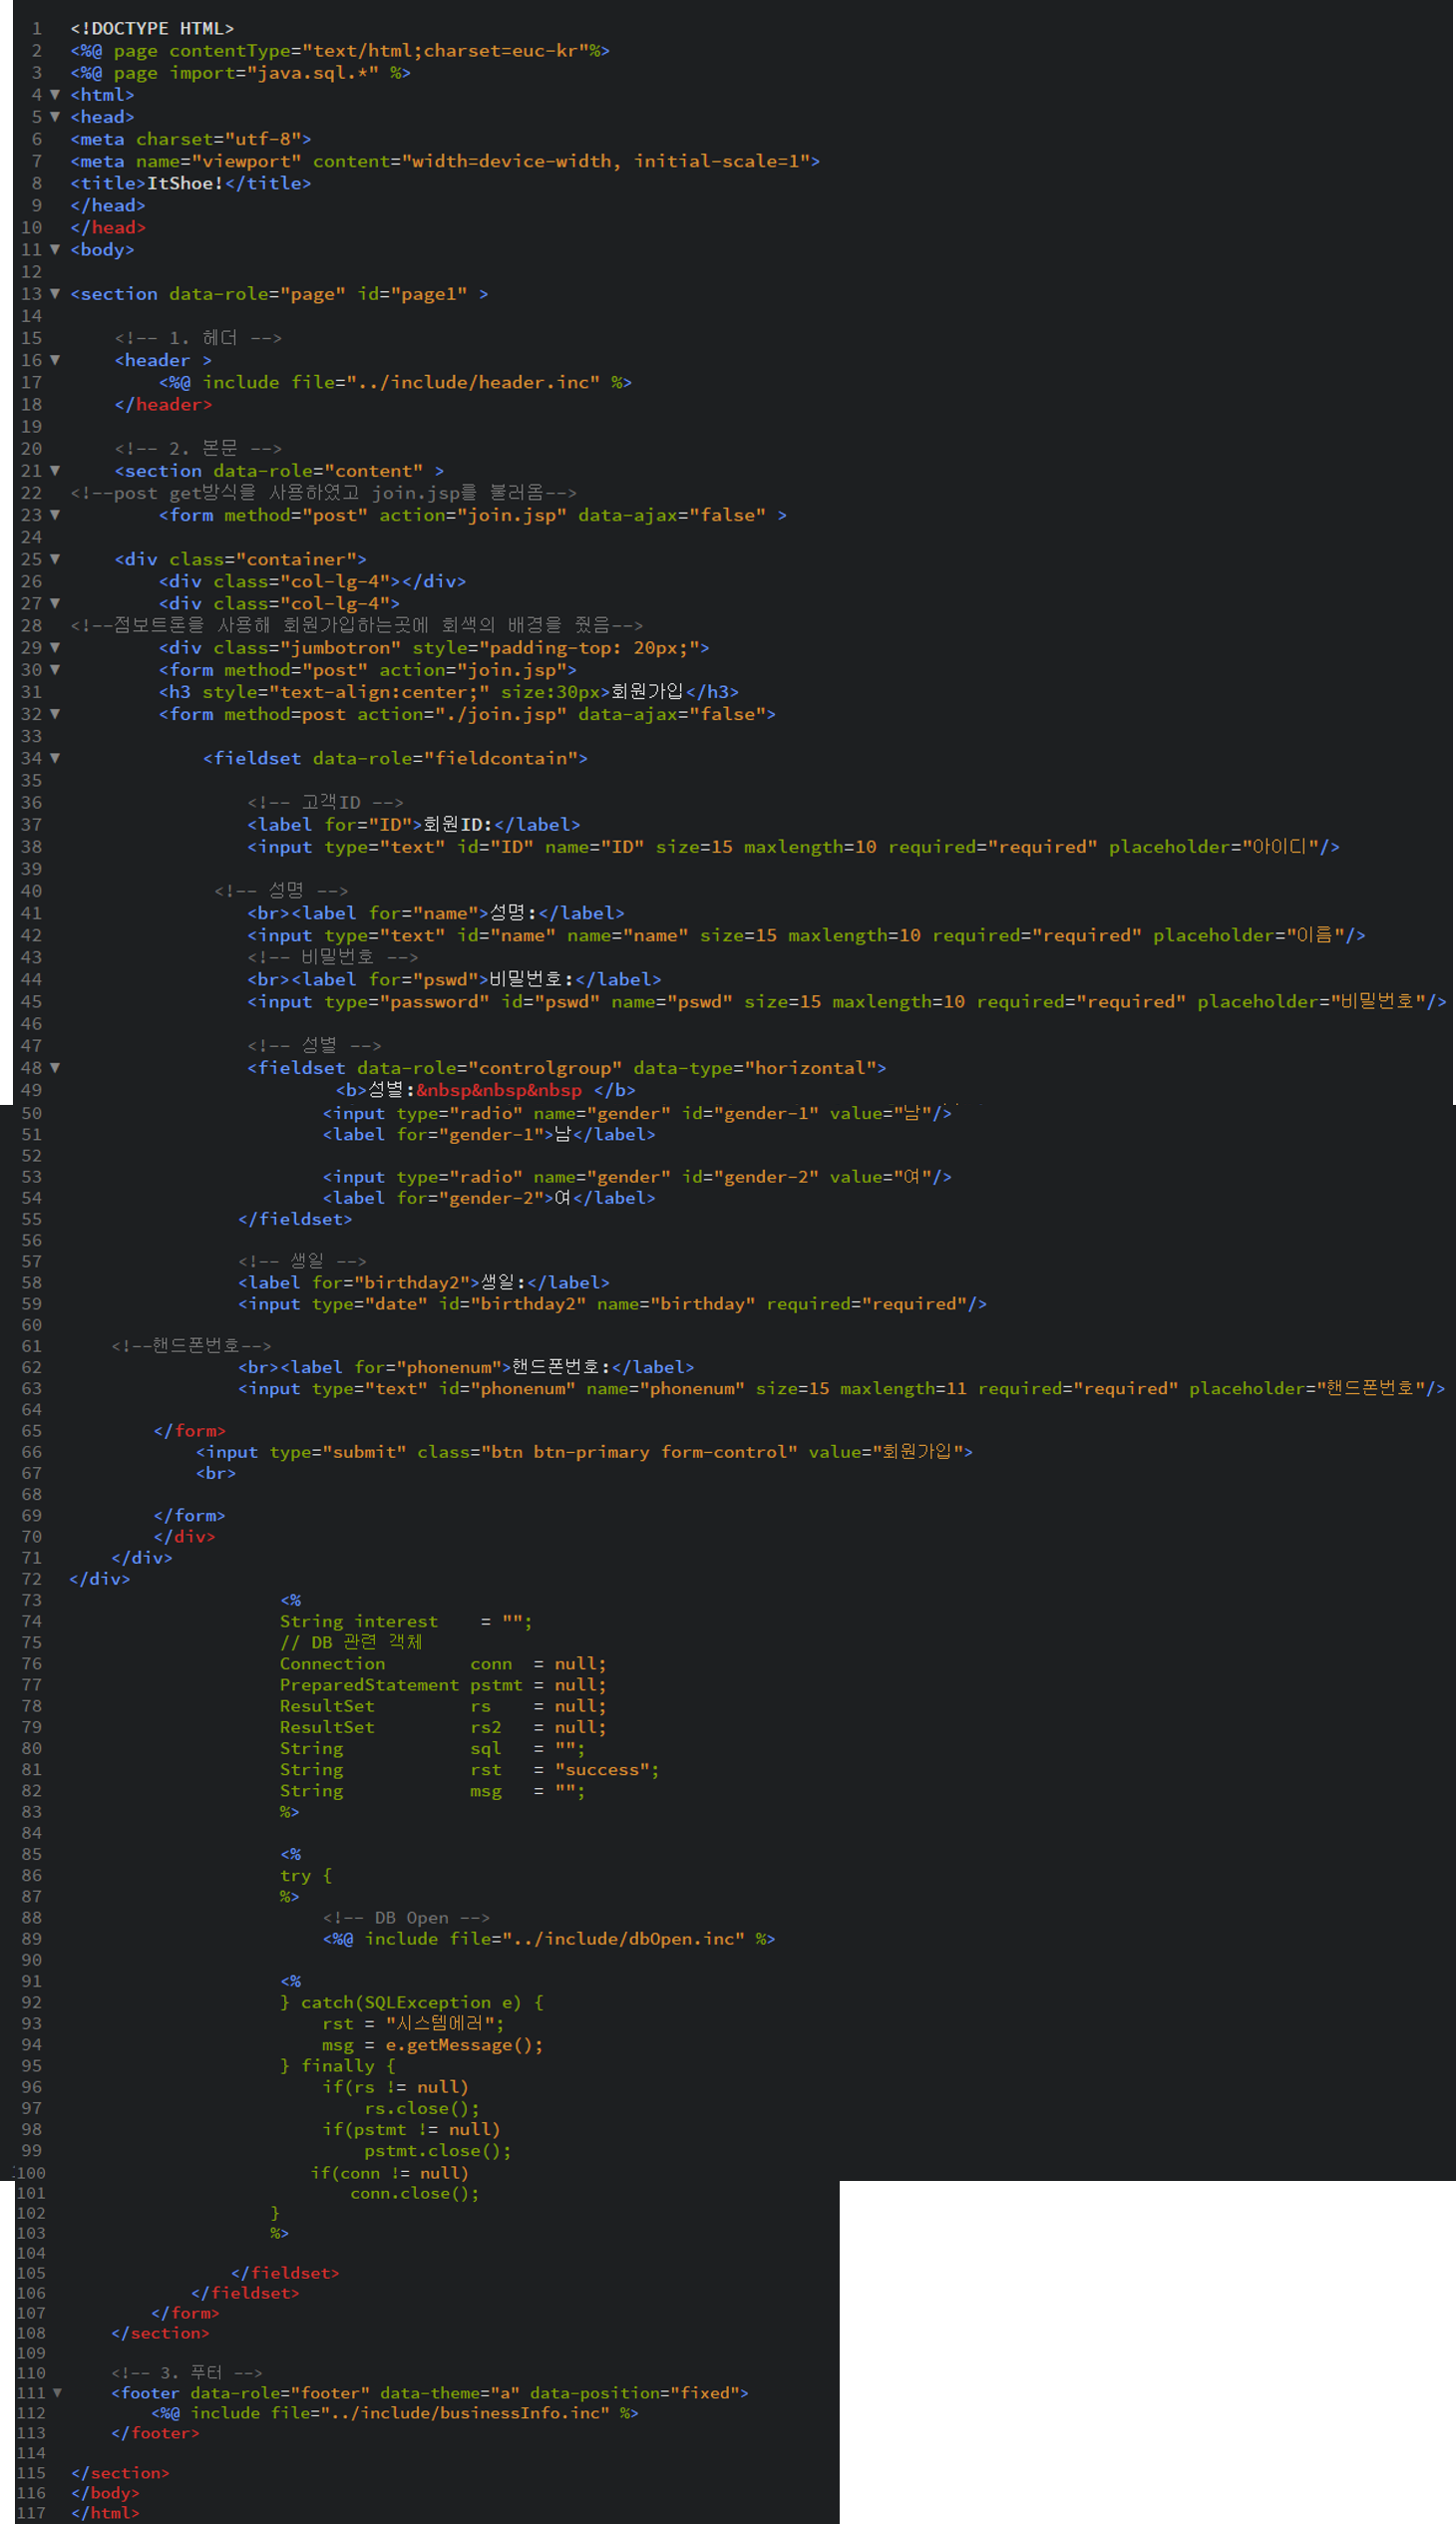 1 <!DOCTYPE HTML>
2 <%@ page contentType="text/html;charset=euc-kr"%>
3 <%@ page import="java.sql.*" %>
4 ▼ <html>
5 ▼ <head>
6 <meta charset="utf-8">
7 <meta name="viewport" content="width=device-width, initial-scale=1">
8 <title>ItShoe!</title>
9 </head>
10 </head>
11 ▼ <body>
12
13 ▼ <section data-role="page" id="page1" >
14
15 <!-- 1. 헤더 -->
16 ▼ <header >
17 <%@ include file="../include/header.inc" %>
18 </header>
19
20 <!-- 2. 본문 -->
21 ▼ <section data-role="content" >
22 <!--post get방식을 사용하였고 join.jsp를 불러옴-->
23 ▼ <form method="post" action="join.jsp" data-ajax="false" >
24
25 ▼ <div class="container">
26 <div class="col-lg-4"></div>
27 ▼ <div class="col-lg-4">
28 <!--점보트론을 사용해 회원가입하는곳에 회색의 배경을 줬음-->
29 ▼ <div class="jumbotron" style="padding-top: 20px;">
30 ▼ <form method="post" action="join.jsp">
31 <h3 style="text-align:center;" size:30px>회원가입</h3>
32 ▼ <form method=post action="./join.jsp" data-ajax="false">
33
34 ▼ <fieldset data-role="fieldcontain">
35
36 <!-- 고객ID -->
37 <label for="ID">회원ID:</label>
38 <input type="text" id="ID" name="ID" size=15 maxlength=10 required="required" placeholder="아이디"/>
39
40 <!-- 성명 -->
41 <br><label for="name">성명:</label>
42 <input type="text" id="name" name="name" size=15 maxlength=10 required="required" placeholder="이름"/>
43 <!-- 비밀번호 -->
44 <br><label for="pswd">비밀번호:</label>
45 <input type="password" id="pswd" name="pswd" size=15 maxlength=10 required="required" placeholder="비밀번호"/>
46
47 <!-- 성별 -->
48 ▼ <fieldset data-role="controlgroup" data-type="horizontal">
49 <b>성별:&nbsp&nbsp&nbsp </b>
50 <input type="radio" name="gender" id="gender-1" value="남"/>
51 <label for="gender-1">남</label>
52
53 <input type="radio" name="gender" id="gender-2" value="여"/>
54 <label for="gender-2">여</label>
55 </fieldset>
56
57 <!-- 생일 -->
58 <label for="birthday2">생일:</label>
59 <input type="date" id="birthday2" name="birthday" required="required"/>
60
61 <!--핸드폰번호-->
62 <br><label for="phonenum">핸드폰번호:</label>
63 <input type="text" id="phonenum" name="phonenum" size=15 maxlength=11 required="required" placeholder="핸드폰번호"/>
64
65 </form>
66 <input type="submit" class="btn btn-primary form-control" value="회원가입">
67 <br>
68
69 </form>
70 </div>
71 </div>
72 </div>
73 <%
74 String interest = "";
75 // DB 관련 객체
76 Connection conn = null;
77 PreparedStatement pstmt = null;
78 ResultSet rs = null;
79 ResultSet rs2 = null;
80 String sql = "";
81 String rst = "success";
82 String msg = "";
83 %>
84
85 <%
86 try {
87 %>
88 <!-- DB Open -->
89 <%@ include file="../include/dbOpen.inc" %>
90
91 <%
92 } catch(SQLException e) {
93 rst = "시스템에러";
94 msg = e.getMessage();
95 } finally {
96 if(rs != null)
97 rs.close();
98 if(pstmt != null)
99 pstmt.close();
100 if(conn != null)
101 conn.close();
102 }
103 %>
104
105 </fieldset>
106 </fieldset>
107 </form>
108 </section>
109
110 <!-- 3. 푸터 -->
111 ▼ <footer data-role="footer" data-theme="a" data-position="fixed">
112 <%@ include file="../include/businessInfo.inc" %>
113 </footer>
114
115 </section>
116 </body>
117 </html>